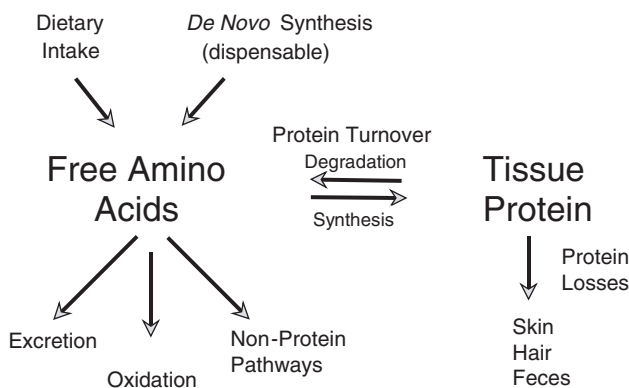 Dietary
Intake
De Novo Synthesis
(dispensable)
Protein Turnover
Degradation
Synthesis
Free Amino
Acids
Tissue
Protein
Protein
Losses
Excretion
Oxidation
Non-Protein
Pathways
Skin
Hair
Feces